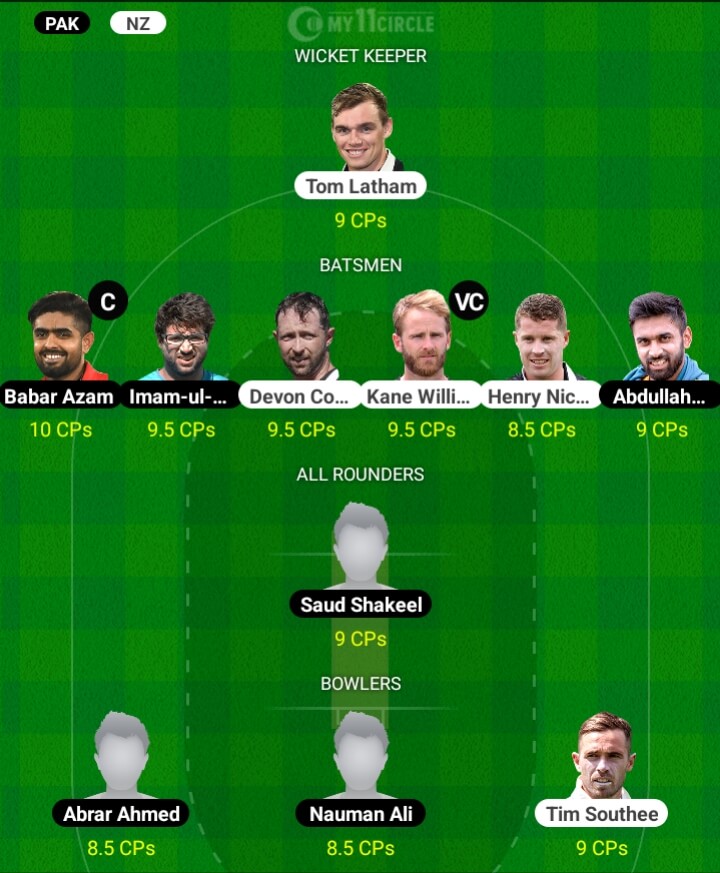 PAK NZ
MY11CIRCLE
WICKET KEEPER
Tom Latham
9 CPs
BATSMEN
C VC
Babar Azam Imam-ul-... Devon Co... Kane Willi... Henry Nic... Abdullah...
10 CPs 9.5 CPs 9.5 CPs 9.5 CPs 8.5 CPs 9 CPs
ALL ROUNDERS
Saud Shakeel
9 CPs
BOWLERS
Abrar Ahmed Nauman Ali Tim Southee
8.5 CPs 8.5 CPs 9 CPs